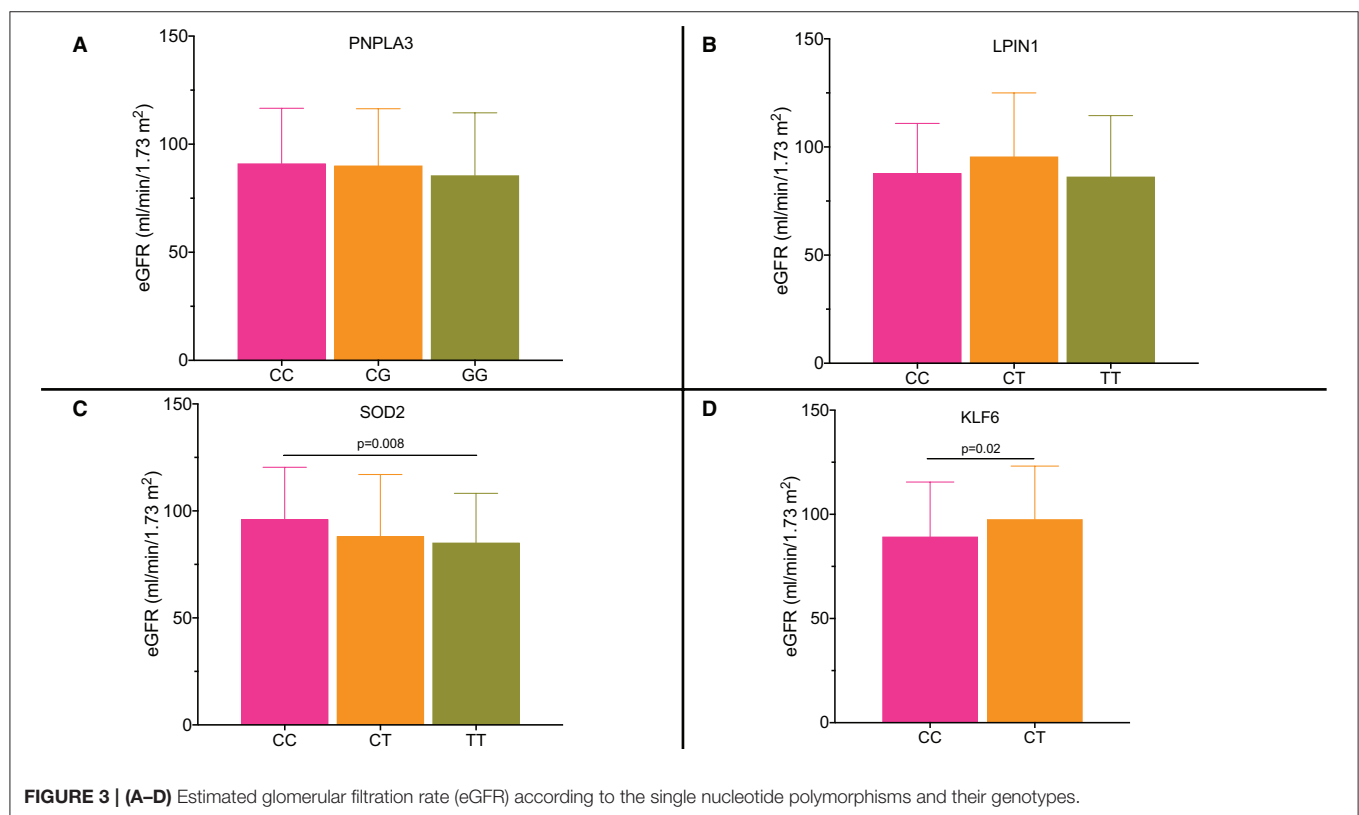 A
PNPLA3
eGFR (ml/min/1.73 m²)
150
100
50
0
CC CG GG
B
LPIN1
eGFR (ml/min/1.73 m²)
150
100
50
0
CC CT TT
C
SOD2
p=0.008
eGFR (ml/min/1.73 m²)
150
100
50
0
CC CT TT
D
KLF6
p=0.02
eGFR (ml/min/1.73 m²)
150
100
50
0
CC CT
FIGURE 3 | (A–D) Estimated glomerular filtration rate (eGFR) according to the single nucleotide polymorphisms and their genotypes.